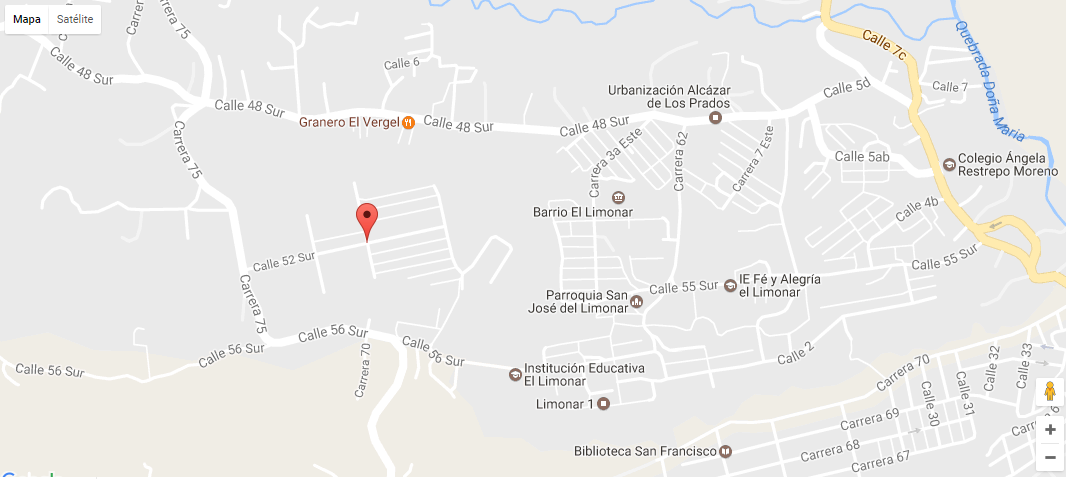 Mapa
Satélite
Carrera 75
Carrera 75
Calle 48 Sur
Calle 6
Calle 48 Sur
Granero El Vergel
Calle 48 Sur
Calle 48 Sur
Urbanización Alcázar
de Los Prados
Calle 5d
Calle 7c
Calle 7
Quebrada Doña María
Carrera 75
Carrera 3a Este
Carrera 62
Carrera 7 Este
Calle 5ab
Colegio Ángela
Restrepo Moreno
Barrio El Limonar
Calle 4b
Calle 52 Sur
Calle 55 Sur
Calle 55 Sur
IE Fé y Alegría
el Limonar
Parroquia San
José del Limonar
Carrera 75
Calle 56 Sur
Calle 56 Sur
Calle 56 Sur
Calle 56 Sur
Carrera 70
Calle 2
Institución Educativa
El Limonar
Limonar 1
Carrera 70
Calle 32
Calle 33
Calle 31
Calle 30
Carrera 69
Carrera 68
Carrera 67
Biblioteca San Francisco
+
−